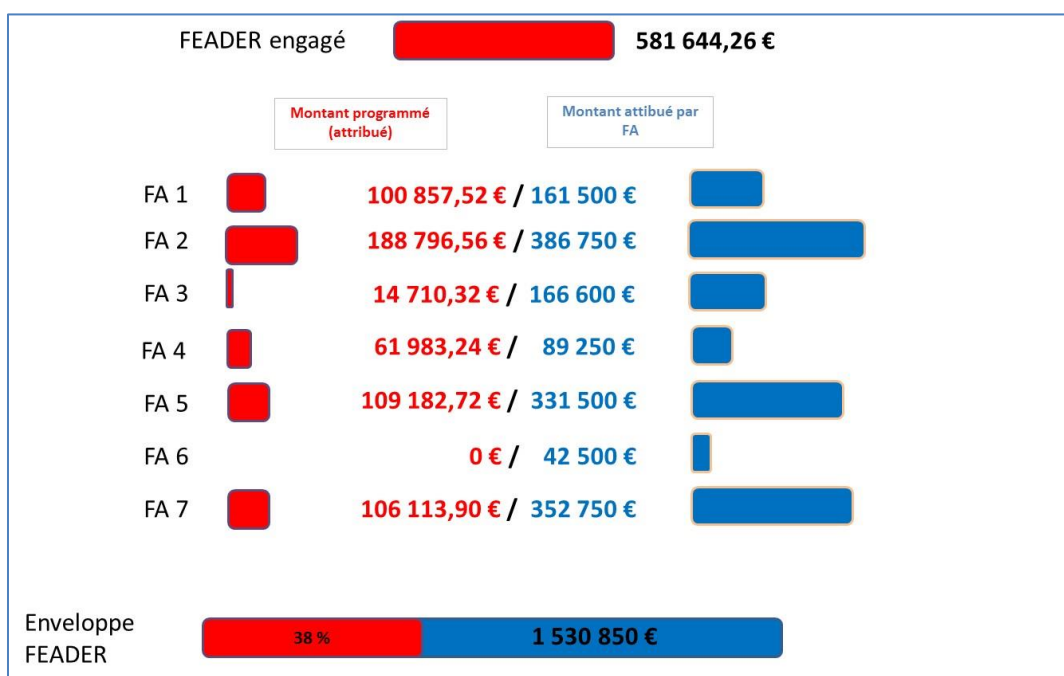 FEADER engagé 581 644,26 €
Montant programmé
(attribué)
Montant attibué par
FA
FA 1 100 857,52 € / 161 500 €
FA 2 188 796,56 € / 386 750 €
FA 3 14 710,32 € / 166 600 €
FA 4 61 983,24 € / 89 250 €
FA 5 109 182,72 € / 331 500 €
FA 6 0 € / 42 500 €
FA 7 106 113,90 € / 352 750 €
Enveloppe
FEADER
38 % 1 530 850 €